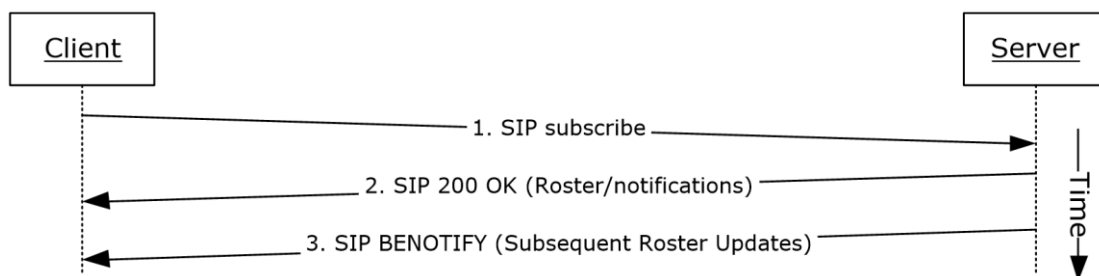 Client
Server
1. SIP subscribe
2. SIP 200 OK (Roster/notifications)
3. SIP BENOTIFY (Subsequent Roster Updates)
Time